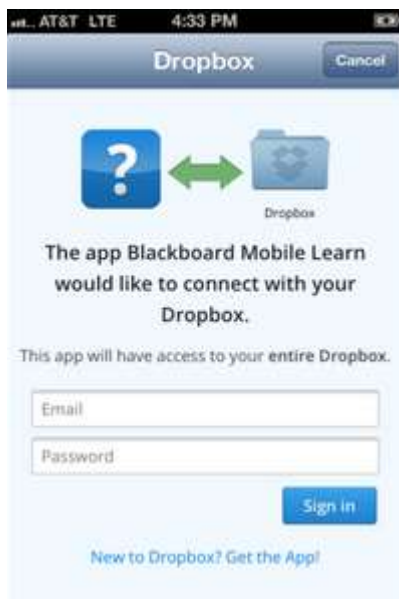 AT&T LTE 4:33 PM
Dropbox Cancel
?
Dropbox
The app Blackboard Mobile Learn
would like to connect with your
Dropbox.
This app will have access to your entire Dropbox.
Email
Password
Sign in
New to Dropbox? Get the App!